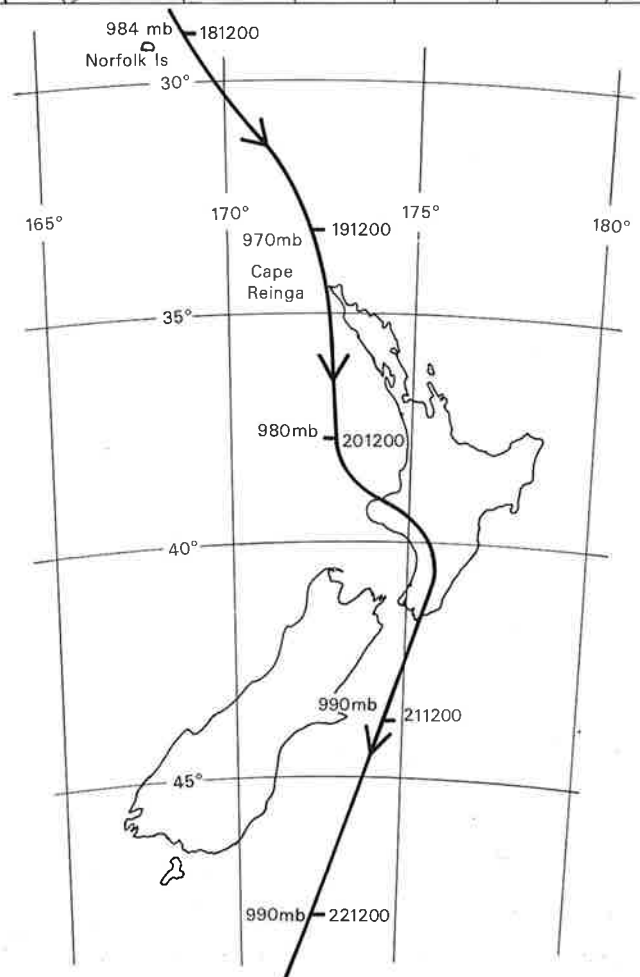 984 mb 181200
Norfolk Is
30°
165°
170°
175°
180°
970mb 191200
Cape
Reinga
35°
980mb 201200
40°
990mb 211200
45°
990mb 221200